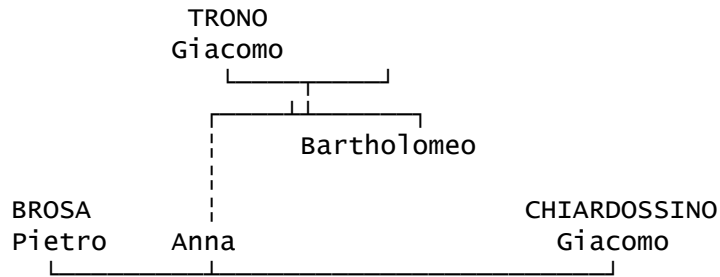 TRONO
Giacomo
Bartholomeo
BROSA CHIARDOSSINO
Pietro Anna Giacomo